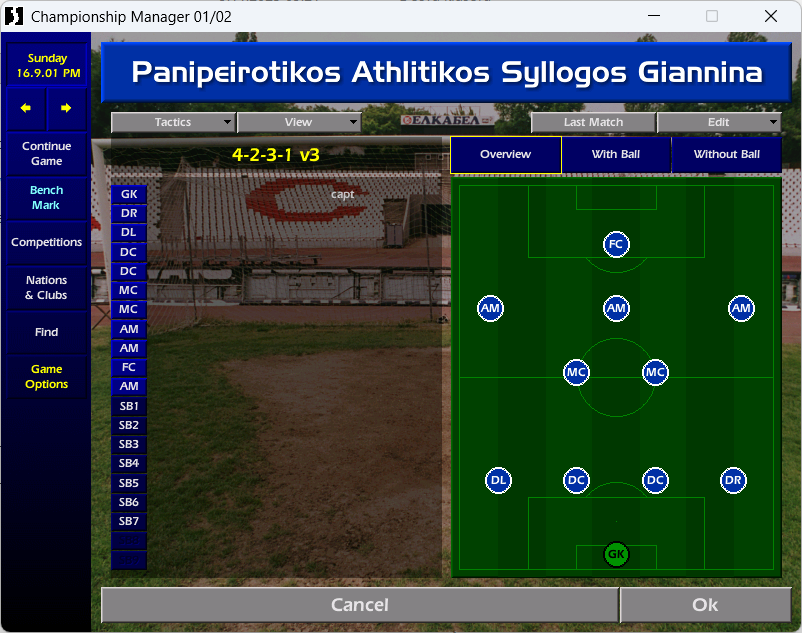 Championship Manager 01/02
Sunday
16.9.01 PM
Panipeirotikos Athlitikos Syllogos Giannina
Tactics
View
ΕΛΚΑΒΕΛ
Last Match
Edit
Continue
Game
4-2-3-1 v3
Overview
With Ball
Without Ball
Bench
Mark
Competitions
Nations
& Clubs
Find
Game
Options
GK
capt
DR
DL
DC
DC
MC
MC
AM
AM
FC
AM
SB1
SB2
SB3
SB4
SB5
SB6
SB7
FC
AM AM AM
MC MC
DL DC DC DR
GK
Cancel
Ok